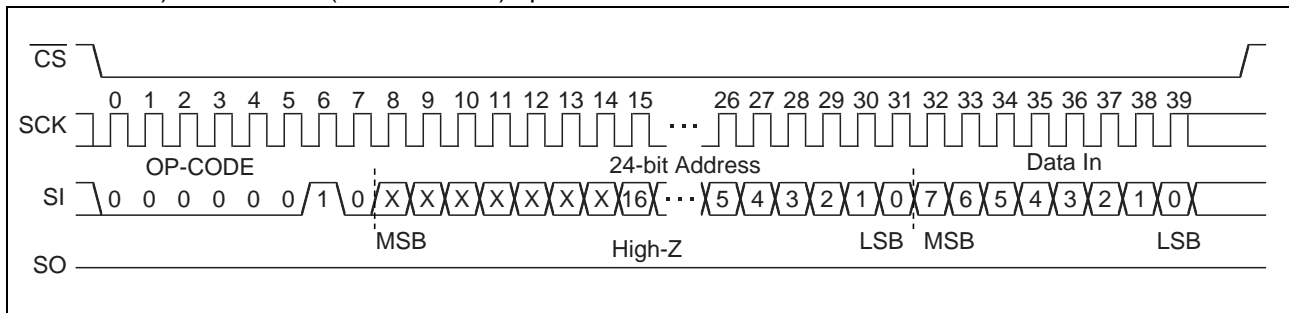 CS
0 1 2 3 4 5 6 7 8 9 10 11 12 13 14 15 26 27 28 29 30 31 32 33 34 35 36 37 38 39
SCK ···
OP-CODE 24-bit Address Data In
SI 0 0 0 0 0 0 1 0 X X X X X X X 16 ··· 5 4 3 2 1 0 7 6 5 4 3 2 1 0
MSB High-Z LSB MSB LSB
SO